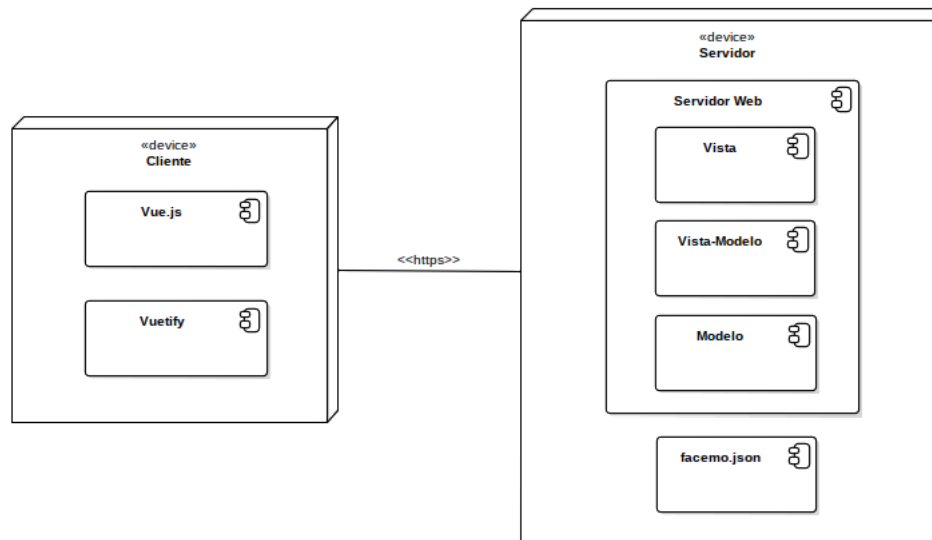 «device»
Servidor
Servidor Web
Vista
Vista-Modelo
Modelo
facemo.json
«device»
Cliente
Vue.js
Vuetify
<<https>>